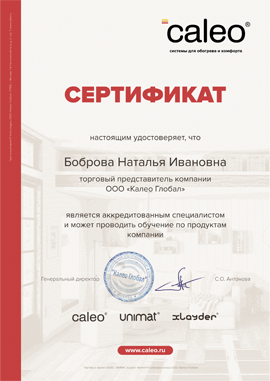 caleo®
системы для обогрева и комфорта
СЕРТИФИКАТ
настоящим удостоверяет, что
Боброва Наталья Ивановна
торговый представитель компании
ООО «Калео Глобал»
является аккредитованным специалистом
и может проводить обучение по продуктам
компании
Генеральный директор
"Калео Глобал"
С.О. Антонова
caleo® unimat® xLayder®
www.caleo.ru